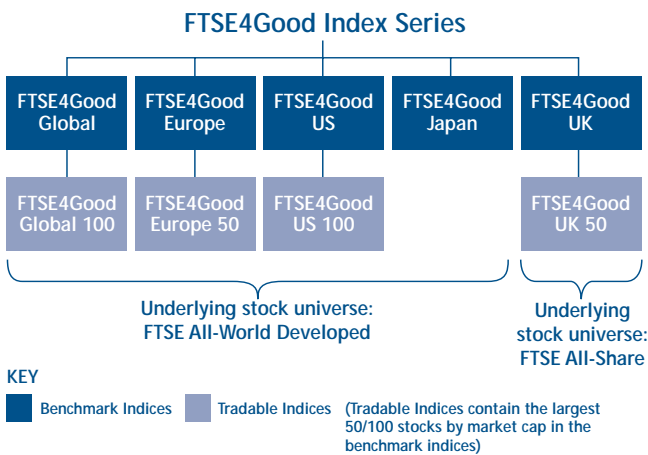 FTSE4Good Index Series
FTSE4Good
Global
FTSE4Good
Europe
FTSE4Good
US
FTSE4Good
Japan
FTSE4Good
UK
FTSE4Good
Global 100
FTSE4Good
Europe 50
FTSE4Good
US 100
FTSE4Good
UK 50
Underlying stock universe:
FTSE All-World Developed
Underlying
stock universe:
FTSE All-Share
KEY
Benchmark Indices
Tradable Indices
(Tradable Indices contain the largest
50/100 stocks by market cap in the
benchmark indices)